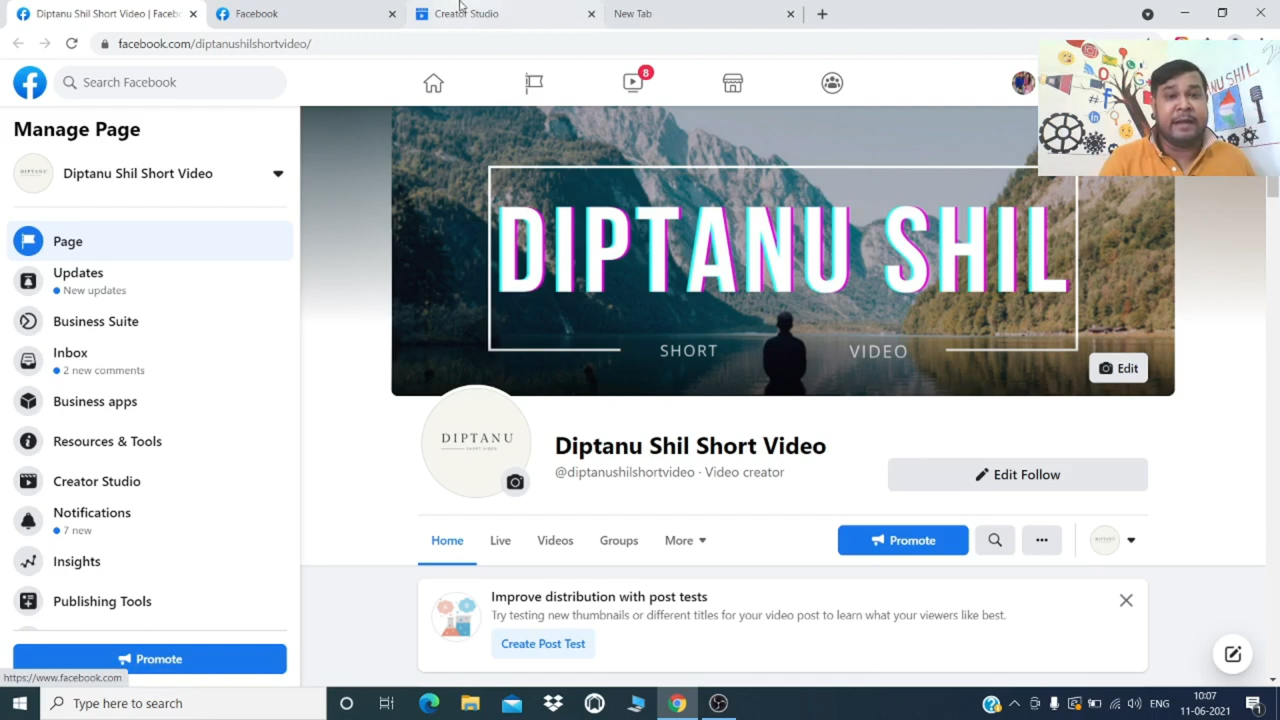 Diptanu Shil Short Video | Faceb
Facebook
Creator Studio
New Tab
facebook.com/diptanushilshortvideo/
Search Facebook
8
Manage Page
Diptanu Shil Short Video
Page
Updates
New updates
Business Suite
Inbox
2 new comments
Business apps
Resources & Tools
Creator Studio
Notifications
7 new
Insights
Publishing Tools
Promote
https://www.facebook.com
DIPTANU SHIL
SHORT VIDEO
Edit
DIPTANU
SHORT VIDEO
Diptanu Shil Short Video
@diptanushilshortvideo · Video creator
Edit Follow
Home
Live
Videos
Groups
More
Promote
Improve distribution with post tests
Try testing new thumbnails or different titles for your video post to learn what your viewers like best.
Create Post Test
Type here to search
ENG
10:07
11-06-2021
1